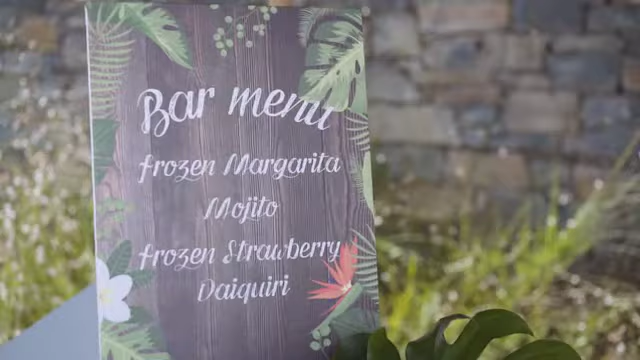 Bar menu
frozen Margarita
Mojito
frozen Strawberry
Daiquiri